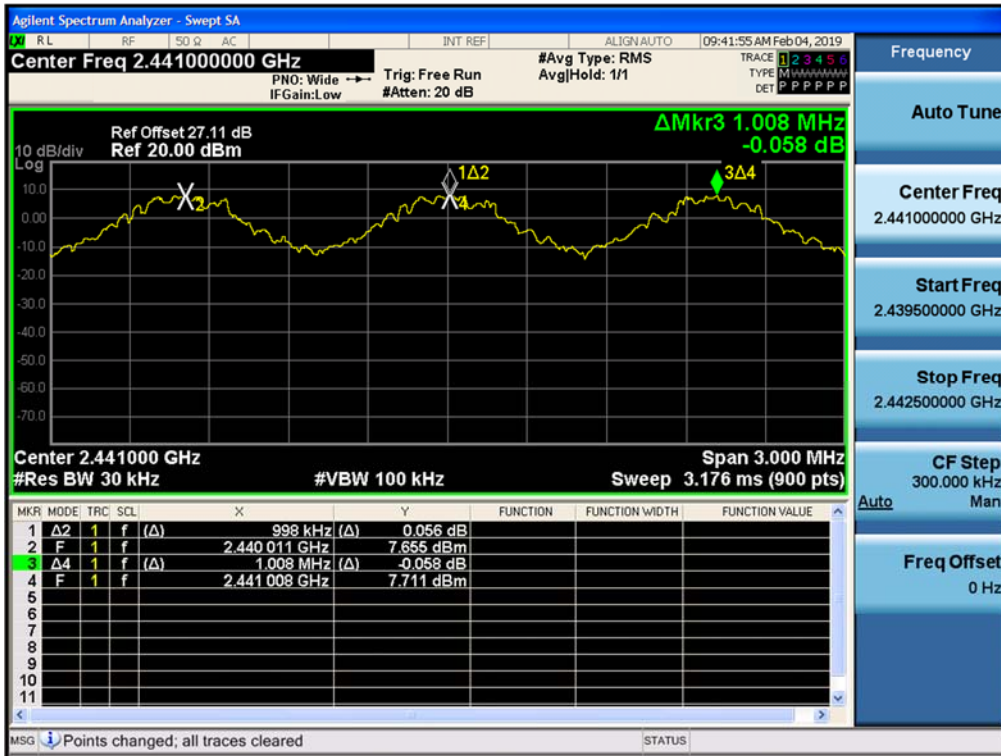 Agilent Spectrum Analyzer - Swept SA
LXI RL RF 50 Ω AC INT REF ALIGN AUTO 09:41:55 AM Feb 04, 2019
Center Freq 2.441000000 GHz
PNO: Wide
IFGain:Low
Trig: Free Run
#Atten: 20 dB
#Avg Type: RMS
Avg|Hold: 1/1
TRACE 1 2 3 4 5 6
TYPE MWWWWW
DET P P P P P P
ΔMkr3 1.008 MHz
-0.058 dB
Ref Offset 27.11 dB
10 dB/div Ref 20.00 dBm
Log
10.0
0.00
-10.0
-20.0
-30.0
-40.0
-50.0
-60.0
-70.0
2
1Δ2
4
3Δ4
Center 2.441000 GHz Span 3.000 MHz
#Res BW 30 kHz #VBW 100 kHz Sweep 3.176 ms (900 pts)
MKR MODE TRC SCL X Y FUNCTION FUNCTION WIDTH FUNCTION VALUE
1 Δ2 1 f (Δ) 998 kHz (Δ) 0.056 dB
2 F 1 f 2.440 011 GHz 7.655 dBm
3 Δ4 1 f (Δ) 1.008 MHz (Δ) -0.058 dB
4 F 1 f 2.441 008 GHz 7.711 dBm
5
6
7
8
9
10
11
MSG Points changed; all traces cleared STATUS
Frequency
Auto Tune
Center Freq
2.441000000 GHz
Start Freq
2.439500000 GHz
Stop Freq
2.442500000 GHz
CF Step
300.000 kHz
Auto Man
Freq Offset
0 Hz